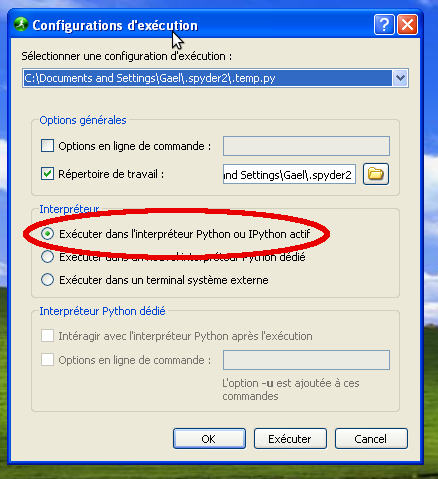 Configurations d'exécution
Sélectionner une configuration d'exécution :
C:\Documents and Settings\Gael\.spyder2\.temp.py
Options générales
Options en ligne de commande :
Répertoire de travail : nd Settings\Gael\.spyder2
Interpréteur
Exécuter dans l'interpréteur Python ou IPython actif
Exécuter dans un nouvel interpréteur Python dédié
Exécuter dans un terminal système externe
Interpréteur Python dédié
Intéragir avec l'interpréteur Python après l'exécution
Options en ligne de commande :
L'option -u est ajoutée à ces
commandes
OK Exécuter Cancel